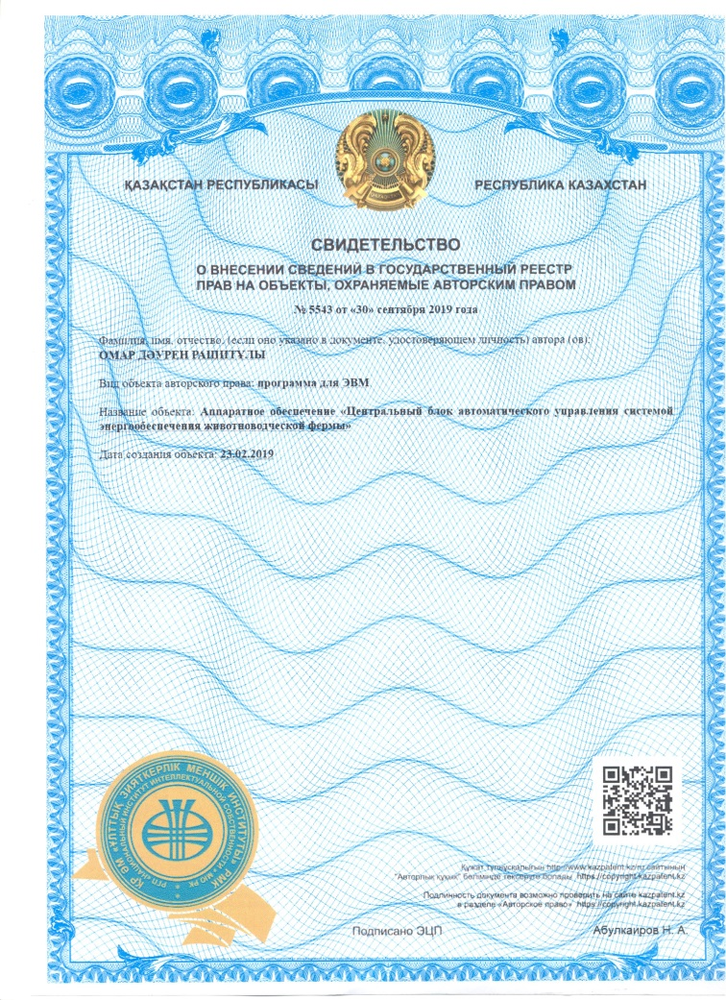 ҚАЗАҚСТАН РЕСПУБЛИКАСЫ
РЕСПУБЛИКА КАЗАХСТАН
СВИДЕТЕЛЬСТВО
О ВНЕСЕНИИ СВЕДЕНИЙ В ГОСУДАРСТВЕННЫЙ РЕЕСТР
ПРАВ НА ОБЪЕКТЫ, ОХРАНЯЕМЫЕ АВТОРСКИМ ПРАВОМ
№ 5543 от «30» сентября 2019 года
Фамилия, имя, отчество, (если оно указано в документе, удостоверяющем личность) автора (ов):
ОМАР ДӘУРЕН РАШИТҰЛЫ
Вид объекта авторского права: программа для ЭВМ
Название объекта: Аппаратное обеспечение «Центральный блок автоматического управления системой
энергообеспечения животноводческой фермы»
Дата создания объекта: 23.02.2019
ҚР ӘМ «ҰЛТТЫҚ ЗИЯТКЕРЛІК МЕНШІК ИНСТИТУТЫ» РМК
РГП «НАЦИОНАЛЬНЫЙ ИНСТИТУТ ИНТЕЛЛЕКТУАЛЬНОЙ СОБСТВЕННОСТИ» МЮ РК
Құжат түпнұсқалығын http://www.kazpatent.kz/ru сайтының
"Авторлық құқық" бөлімінде тексеруге болады https://copyright.kazpatent.kz
Подлинность документа возможно проверить на сайте kazpatent.kz
в разделе «Авторское право» https://copyright.kazpatent.kz
Подписано ЭЦП
Абулкаиров Н. А.